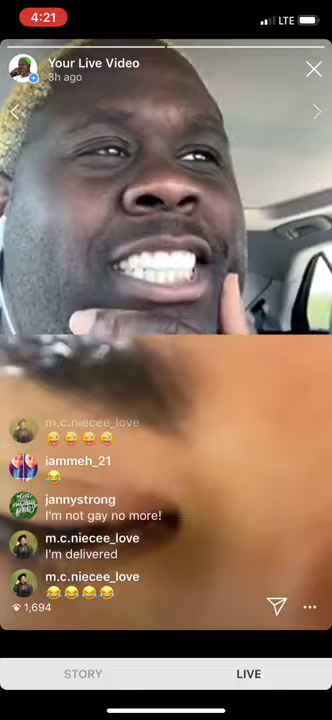 4:21
LTE
Your Live Video
3h ago
m.c.niecee_love
😜😜😜😜
iammeh_21
😂
jannystrong
I'm not gay no more!
m.c.niecee_love
I'm delivered
m.c.niecee_love
😂😂😂😂
1,694
STORY
LIVE